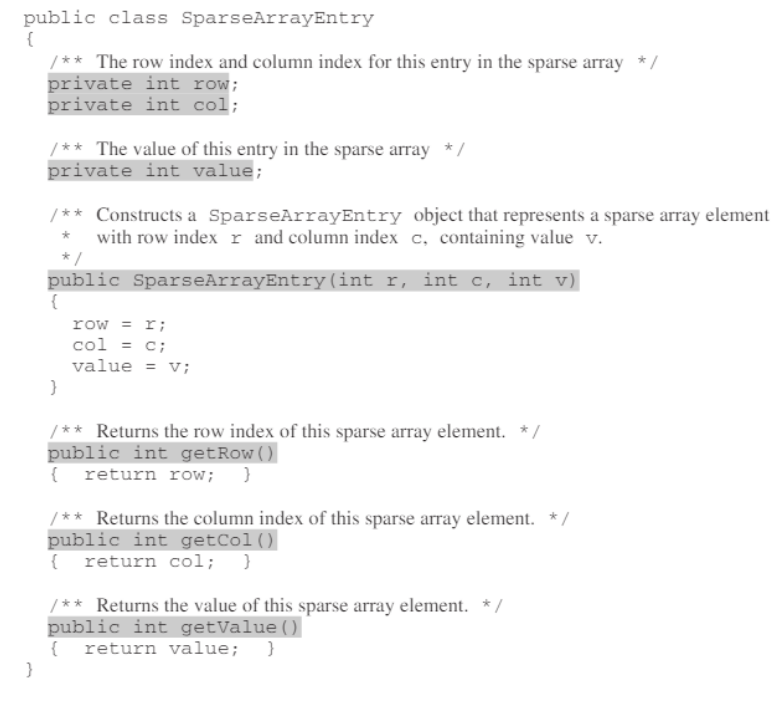 public class SparseArrayEntry
{
/** The row index and column index for this entry in the sparse array */
private int row;
private int col;
/** The value of this entry in the sparse array */
private int value;
/** Constructs a SparseArrayEntry object that represents a sparse array element
* with row index r and column index c, containing value v.
*/
public SparseArrayEntry(int r, int c, int v)
{
row = r;
col = c;
value = v;
}
/** Returns the row index of this sparse array element. */
public int getRow()
{ return row; }
/** Returns the column index of this sparse array element. */
public int getCol()
{ return col; }
/** Returns the value of this sparse array element. */
public int getValue()
{ return value; }
}